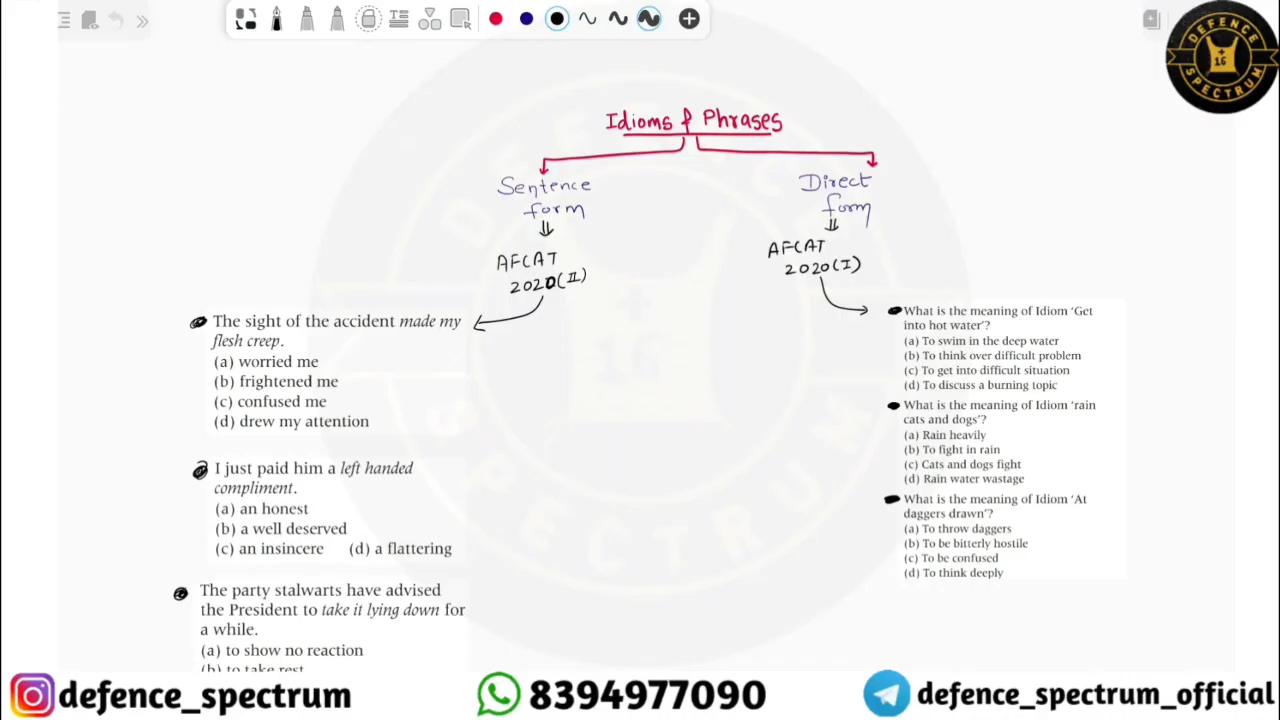 DEFENCE
+
16
SPECTRUM
Idioms & Phrases
Sentence
form
AFCAT
2020(II)
The sight of the accident made my
flesh creep.
(a) worried me
(b) frightened me
(c) confused me
(d) drew my attention
I just paid him a left handed
compliment.
(a) an honest
(b) a well deserved
(c) an insincere (d) a flattering
The party stalwarts have advised
the President to take it lying down for
a while.
(a) to show no reaction
(b) to take rest
Direct
form
AFCAT
2020(I)
What is the meaning of Idiom ‘Get
into hot water’?
(a) To swim in the deep water
(b) To think over difficult problem
(c) To get into difficult situation
(d) To discuss a burning topic
What is the meaning of Idiom ‘rain
cats and dogs’?
(a) Rain heavily
(b) To fight in rain
(c) Cats and dogs fight
(d) Rain water wastage
What is the meaning of Idiom ‘At
daggers drawn’?
(a) To throw daggers
(b) To be bitterly hostile
(c) To be confused
(d) To think deeply
defence_spectrum
8394977090
defence_spectrum_official